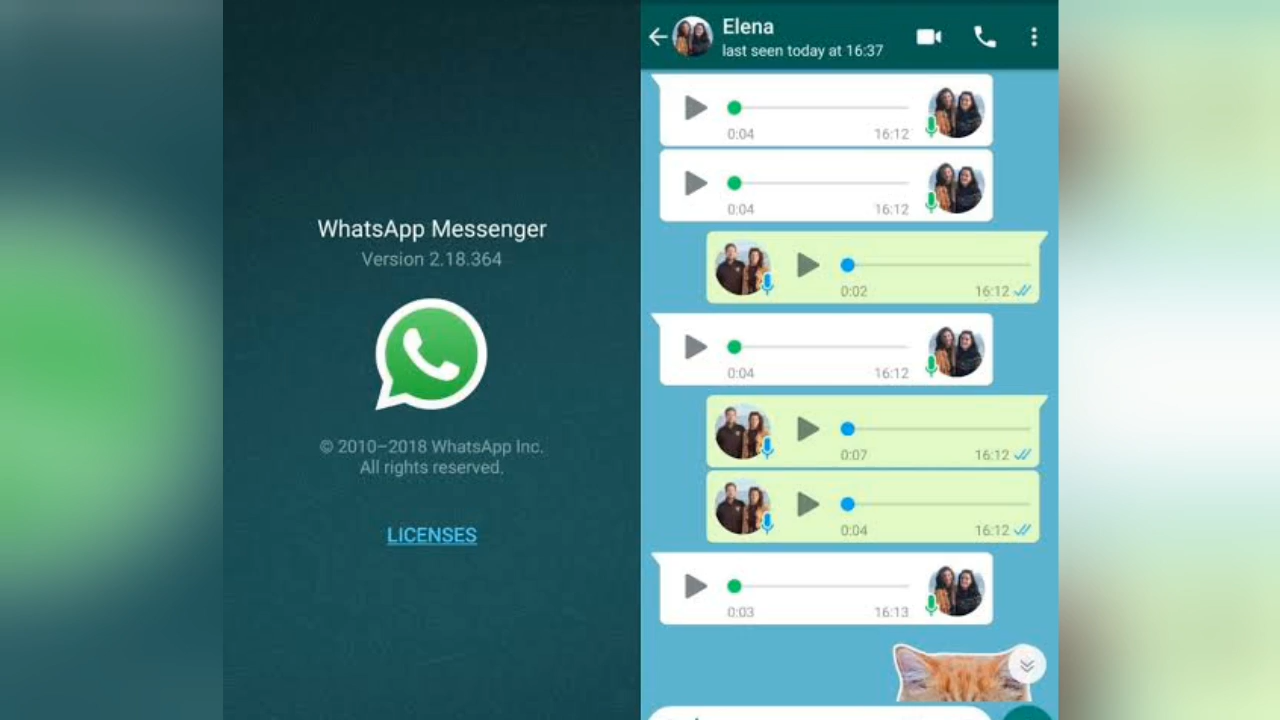 WhatsApp Messenger
Version 2.18.364
© 2010–2018 WhatsApp Inc.
All rights reserved.
LICENSES
Elena
last seen today at 16:37
0:04 16:12
0:04 16:12
0:02 16:12
0:04 16:12
0:07 16:12
0:04 16:12
0:03 16:13